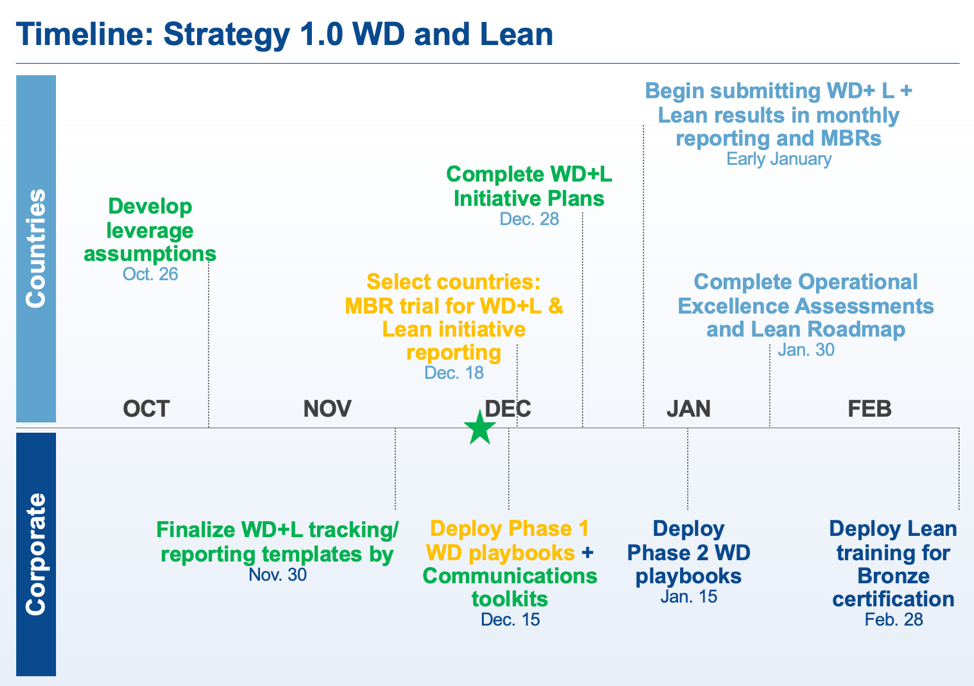 Timeline: Strategy 1.0 WD and Lean
Countries
Begin submitting WD+ L +
Lean results in monthly
reporting and MBRs
Early January
Complete WD+L
Initiative Plans
Dec. 28
Develop
leverage
assumptions
Oct. 26
Select countries:
MBR trial for WD+L &
Lean initiative
reporting
Dec. 18
Complete Operational
Excellence Assessments
and Lean Roadmap
Jan. 30
OCT NOV DEC JAN FEB
Corporate
Finalize WD+L tracking/
reporting templates by
Nov. 30
Deploy Phase 1
WD playbooks +
Communications
toolkits
Dec. 15
Deploy
Phase 2 WD
playbooks
Jan. 15
Deploy Lean
training for
Bronze
certification
Feb. 28